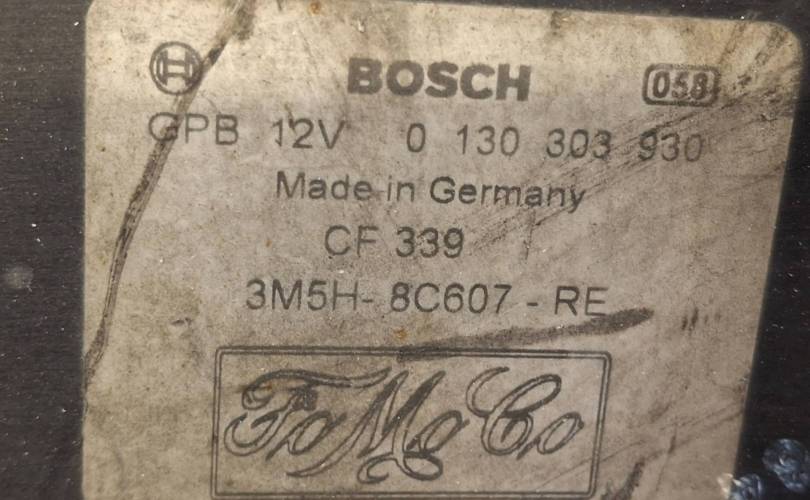 BOSCH 058
GPB 12V 0 130 303 930
Made in Germany
CF 339
3M5H- 8C607 - RE
FoMoCo